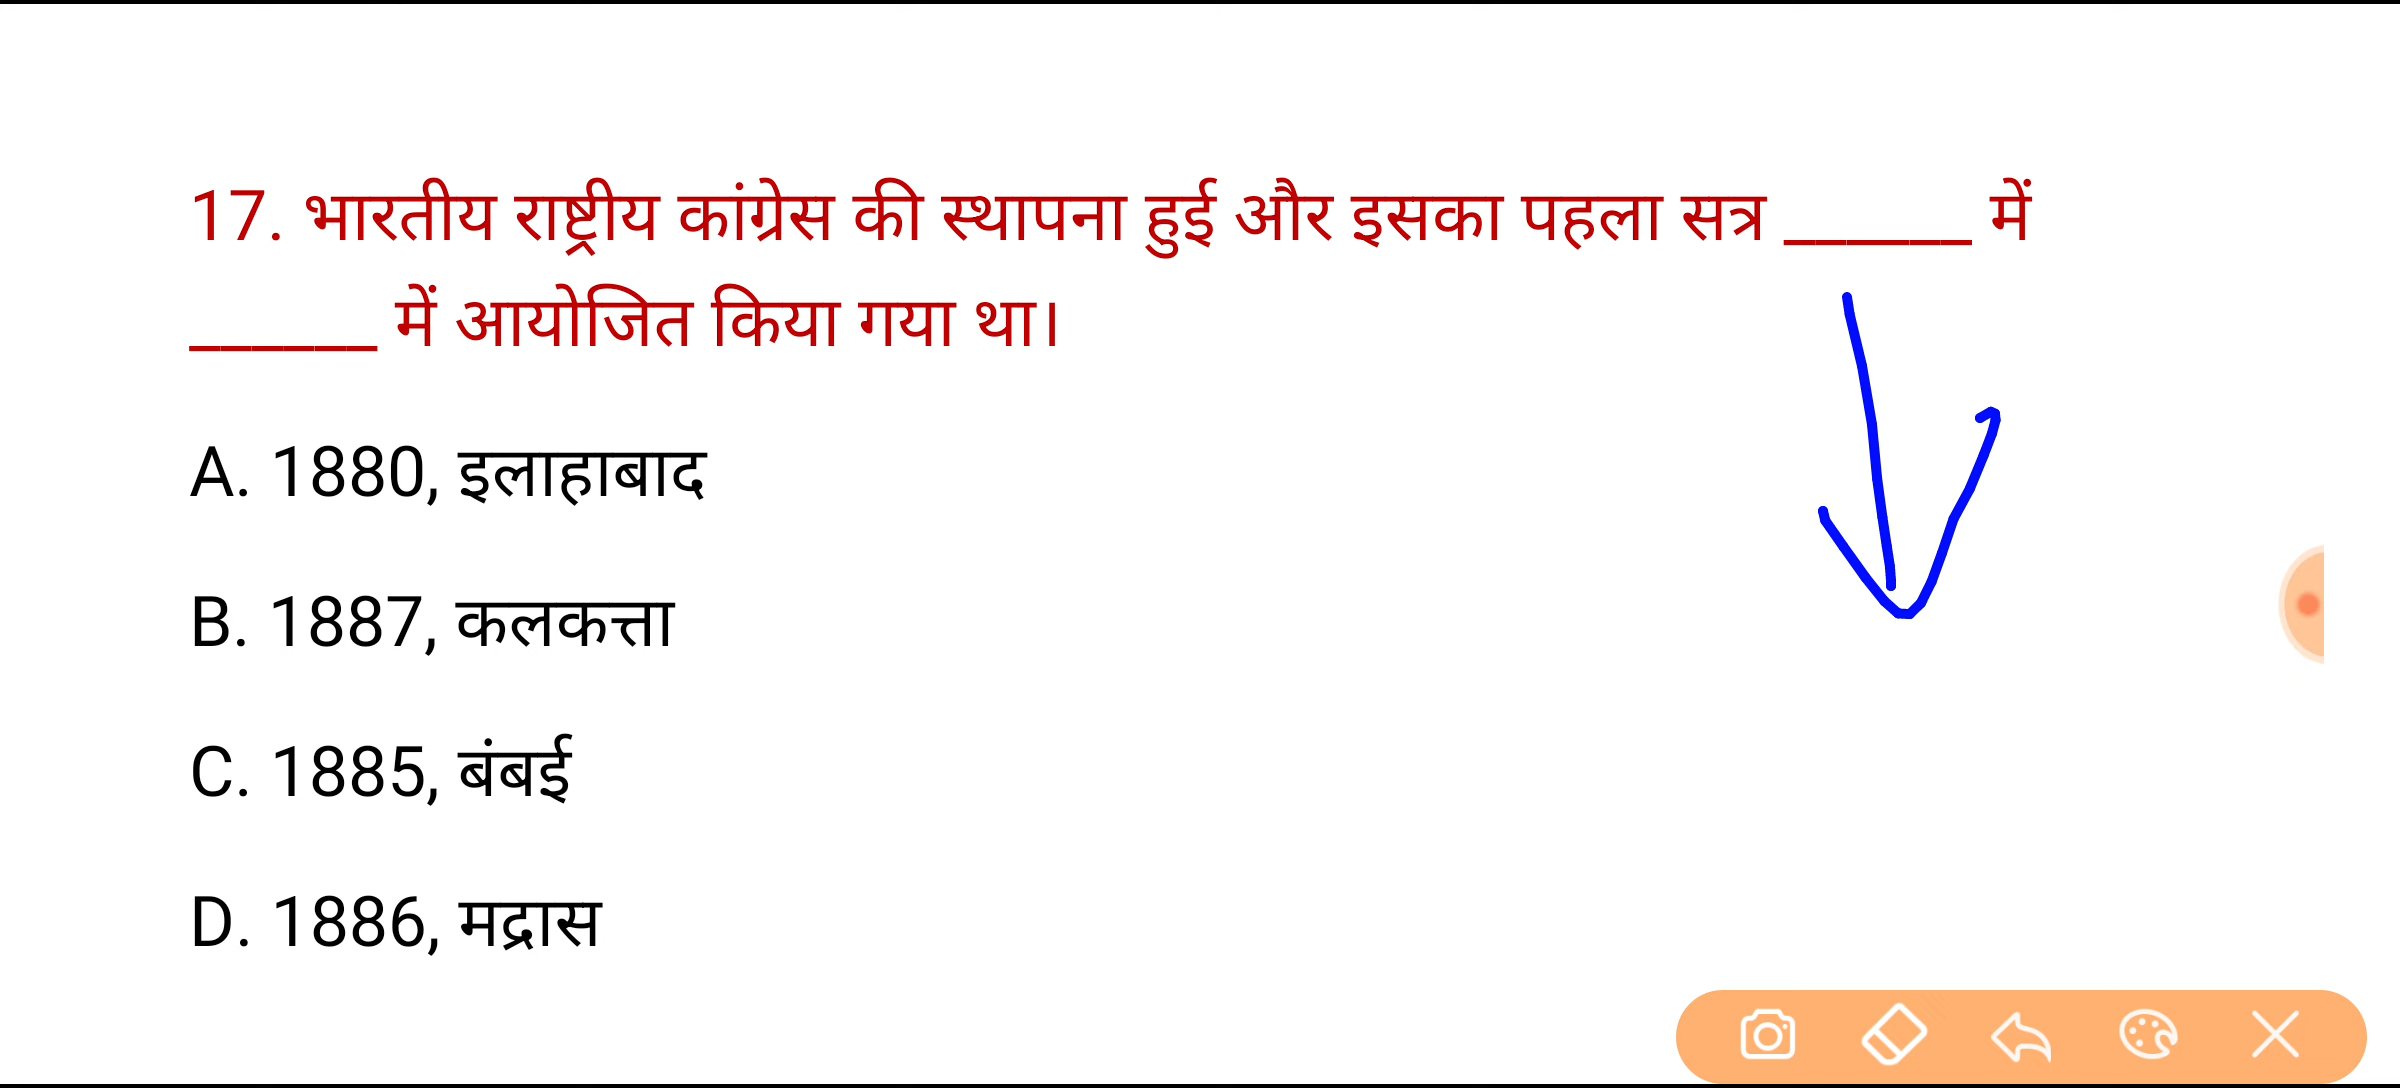 17. भारतीय राष्ट्रीय कांग्रेस की स्थापना हुई और इसका पहला सत्र ______ में
______ में आयोजित किया गया था।
A. 1880, इलाहाबाद
B. 1887, कलकत्ता
C. 1885, बंबई
D. 1886, मद्रास